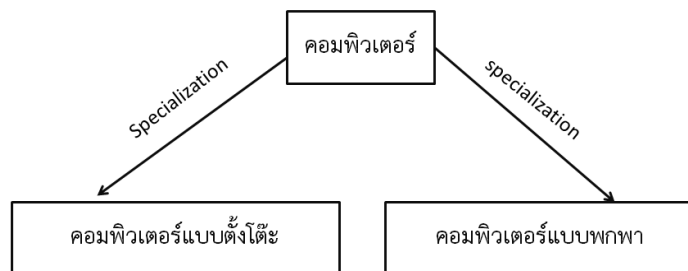 คอมพิวเตอร์
Specialization
specialization
คอมพิวเตอร์แบบตั้งโต๊ะ
คอมพิวเตอร์แบบพกพา